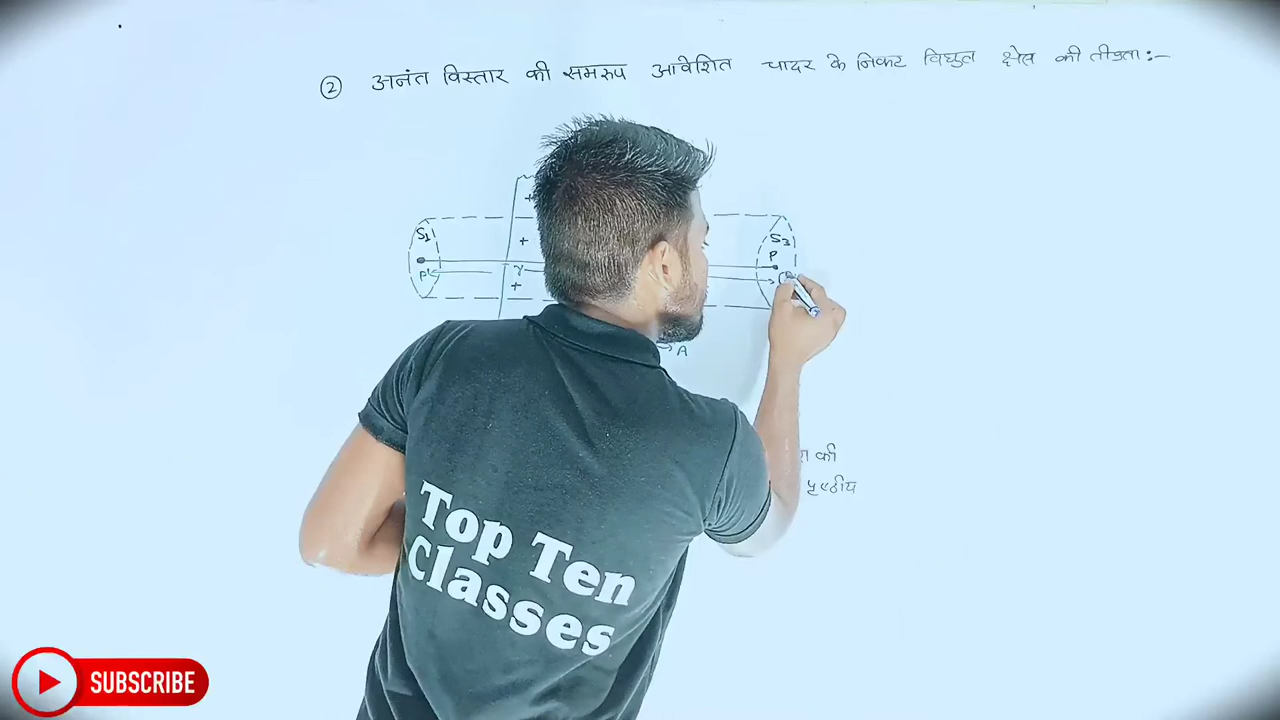 ② अनंत विस्तार की समरूप आवेशित चादर के निकट विद्युत क्षेत्र की तीव्रता :-
S₁ + S₃
P
P' r +
A
की
पृष्ठीय
Top Ten
Classes
SUBSCRIBE